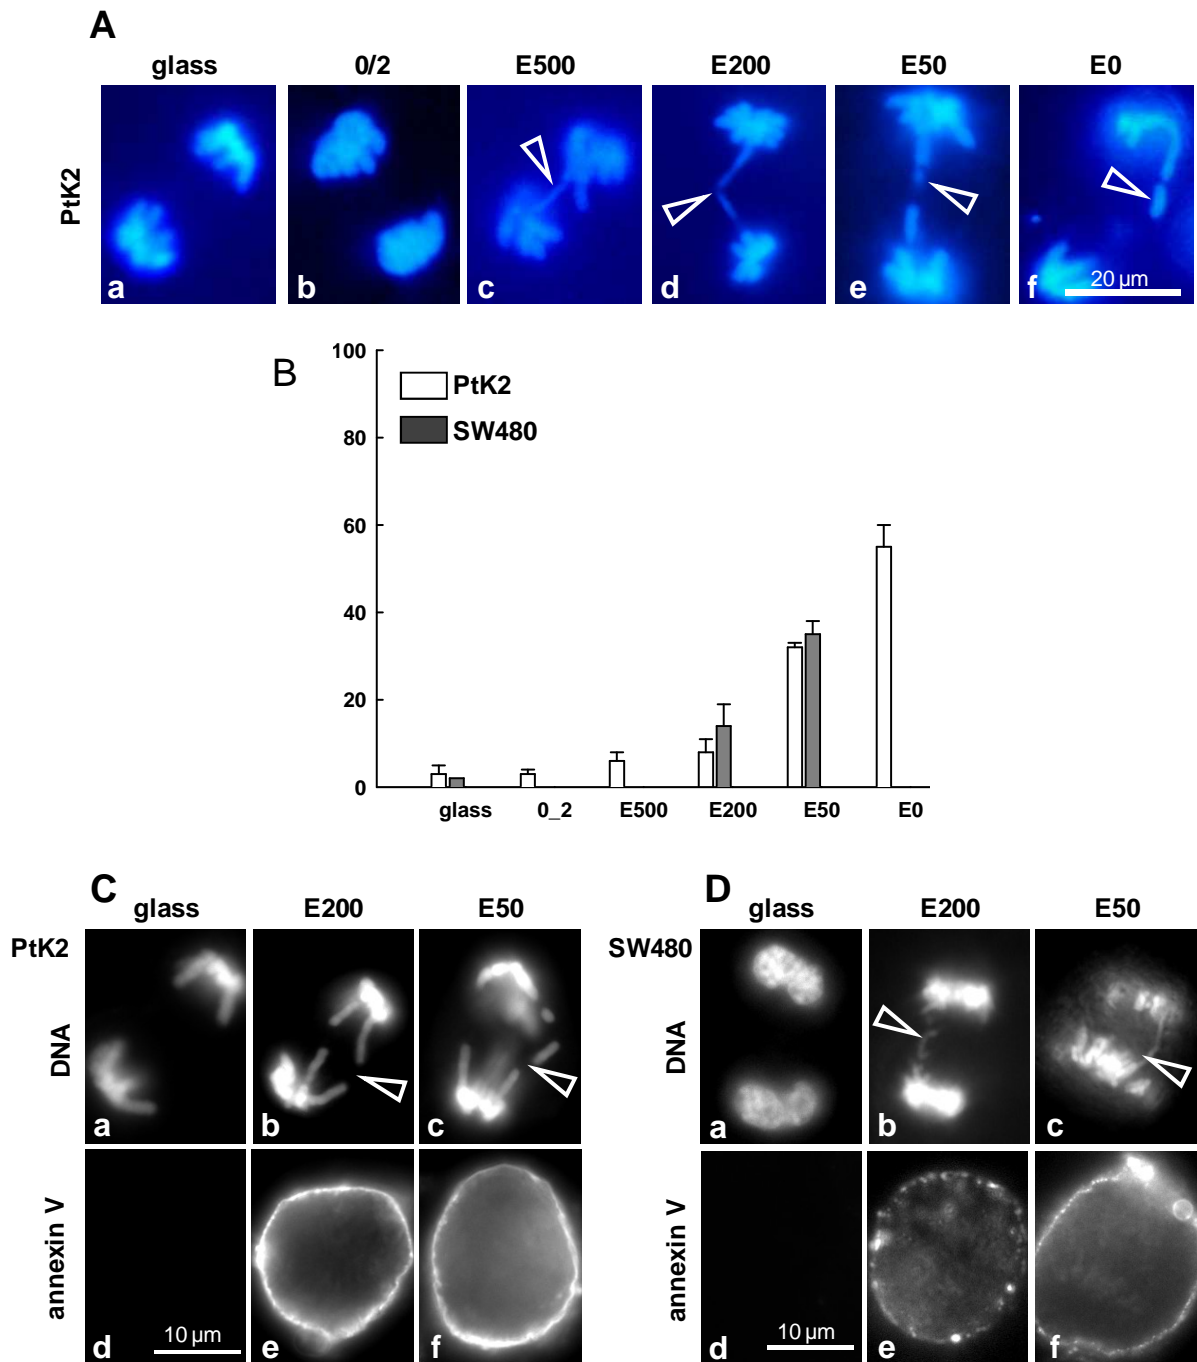 A
glass 0/2 E500 E200 E50 E0
PtK2
a b c d e f
20 µm
B
100
80
60
40
20
0
PtK2
SW480
glass 0_2 E500 E200 E50 E0
C
glass E200 E50
PtK2
DNA
a b c
annexin V
d e f
10 µm
D
glass E200 E50
SW480
DNA
a b c
annexin V
d e f
10 µm